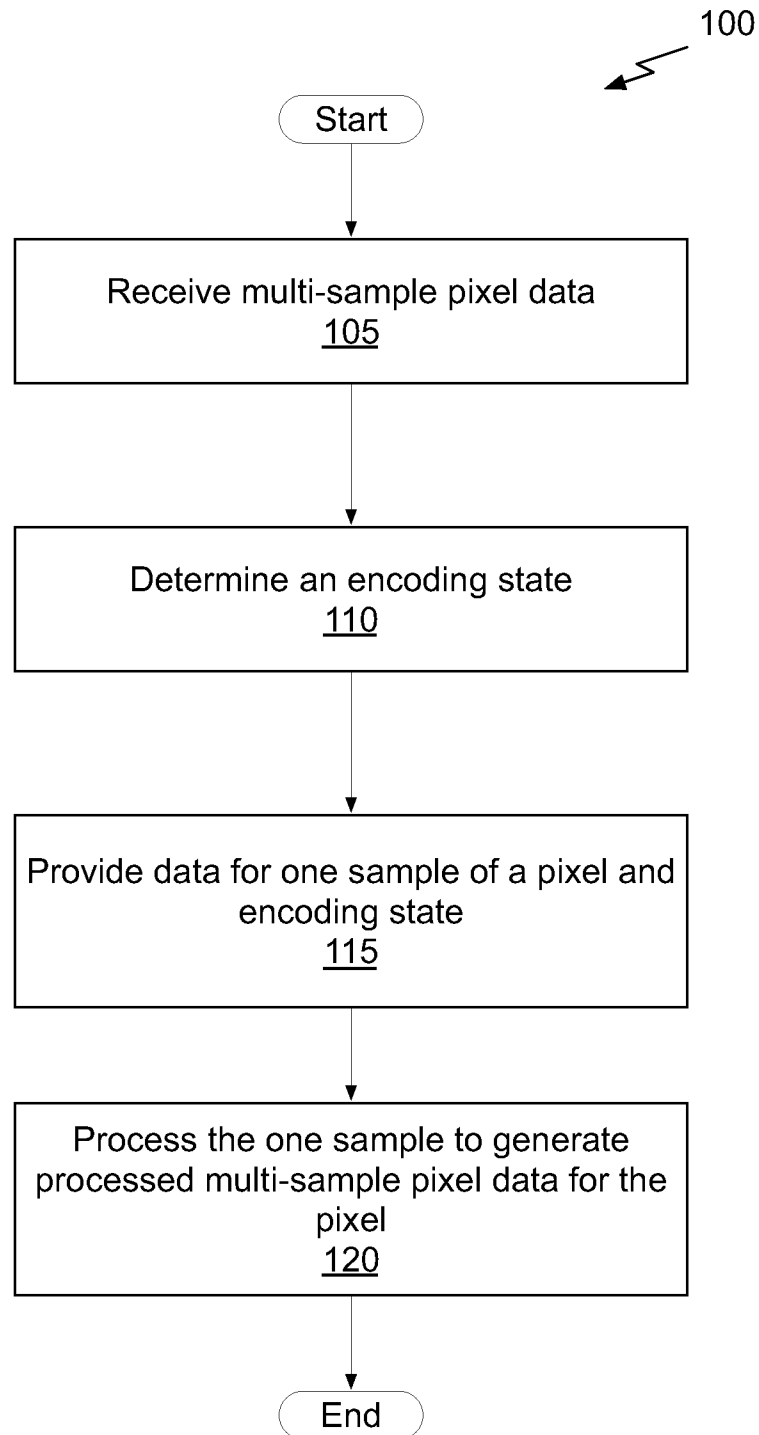 100
Start
Receive multi-sample pixel data
105
Determine an encoding state
110
Provide data for one sample of a pixel and
encoding state
115
Process the one sample to generate
processed multi-sample pixel data for the
pixel
120
End